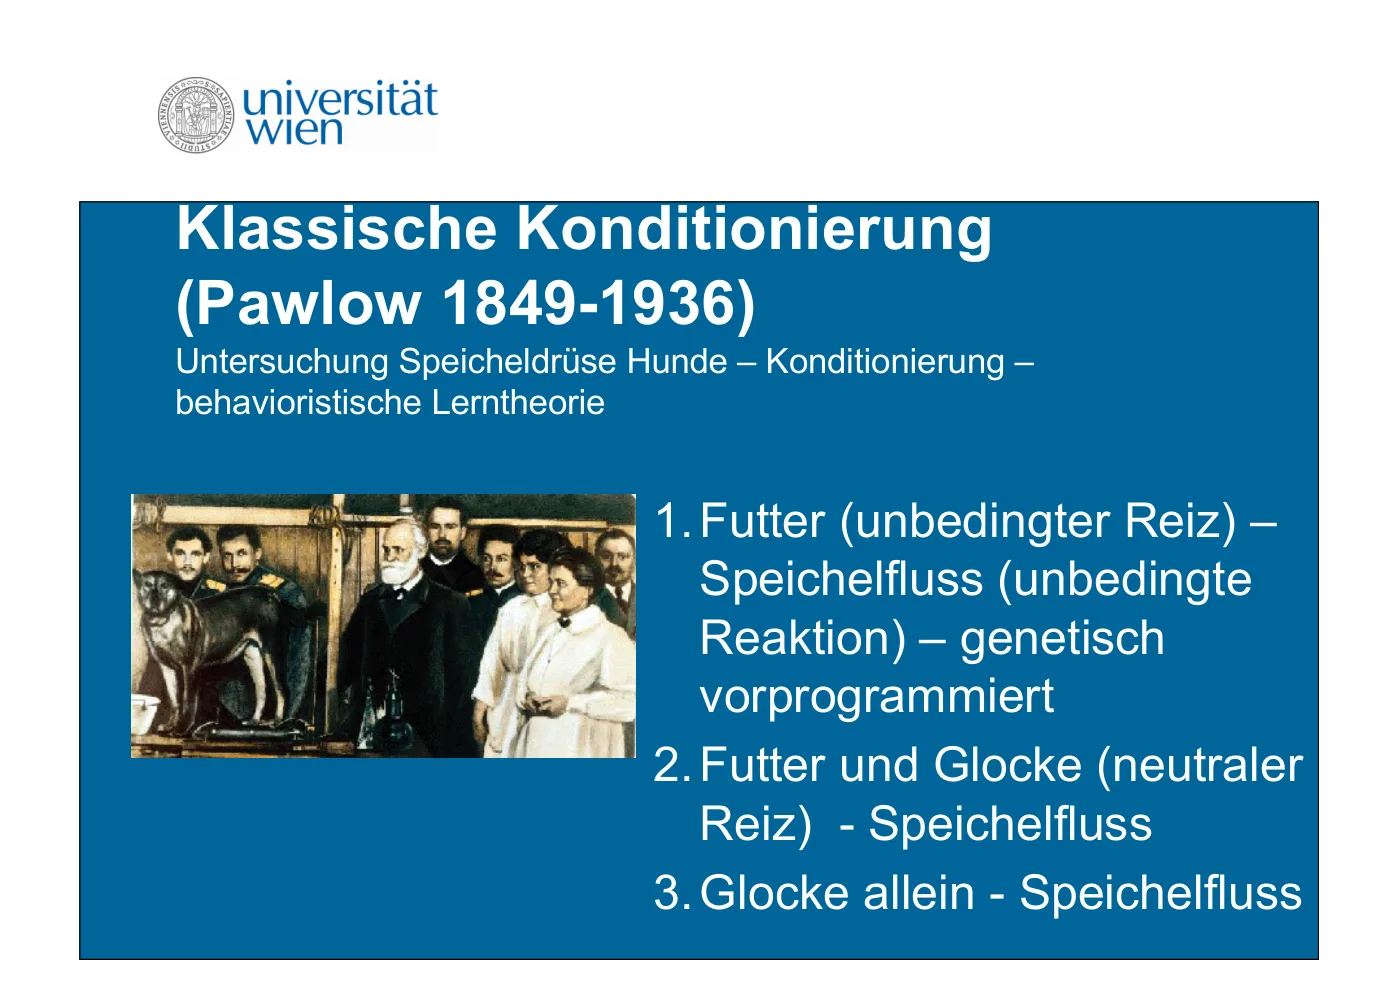 universität
wien
Klassische Konditionierung
(Pawlow 1849-1936)
Untersuchung Speicheldrüse Hunde – Konditionierung –
behavioristische Lerntheorie
1. Futter (unbedingter Reiz) –
Speichelfluss (unbedingte
Reaktion) – genetisch
vorprogrammiert
2. Futter und Glocke (neutraler
Reiz)  - Speichelfluss
3. Glocke allein - Speichelfluss